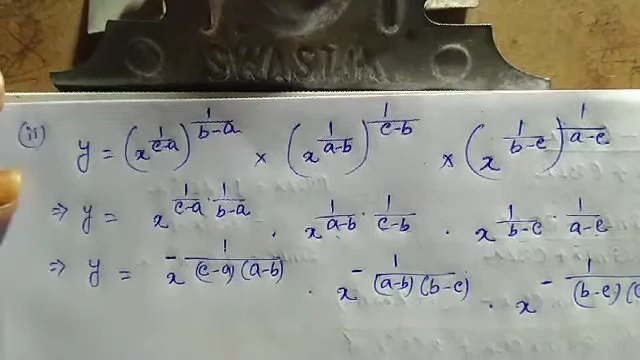 SWASTIK
(ii) y = (x^(1/(c-a)))^(1/(b-a)) × (x^(1/(a-b)))^(1/(c-b)) × (x^(1/(b-c)))^(1/(a-c))
⇒ y = x^(1/(c-a) · 1/(b-a)) · x^(1/(a-b) · 1/(c-b)) · x^(1/(b-c) · 1/(a-c))
⇒ y = x^(-1/((c-a)(a-b))) · x^(-1/((a-b)(b-c))) · x^(-1/((b-c)(